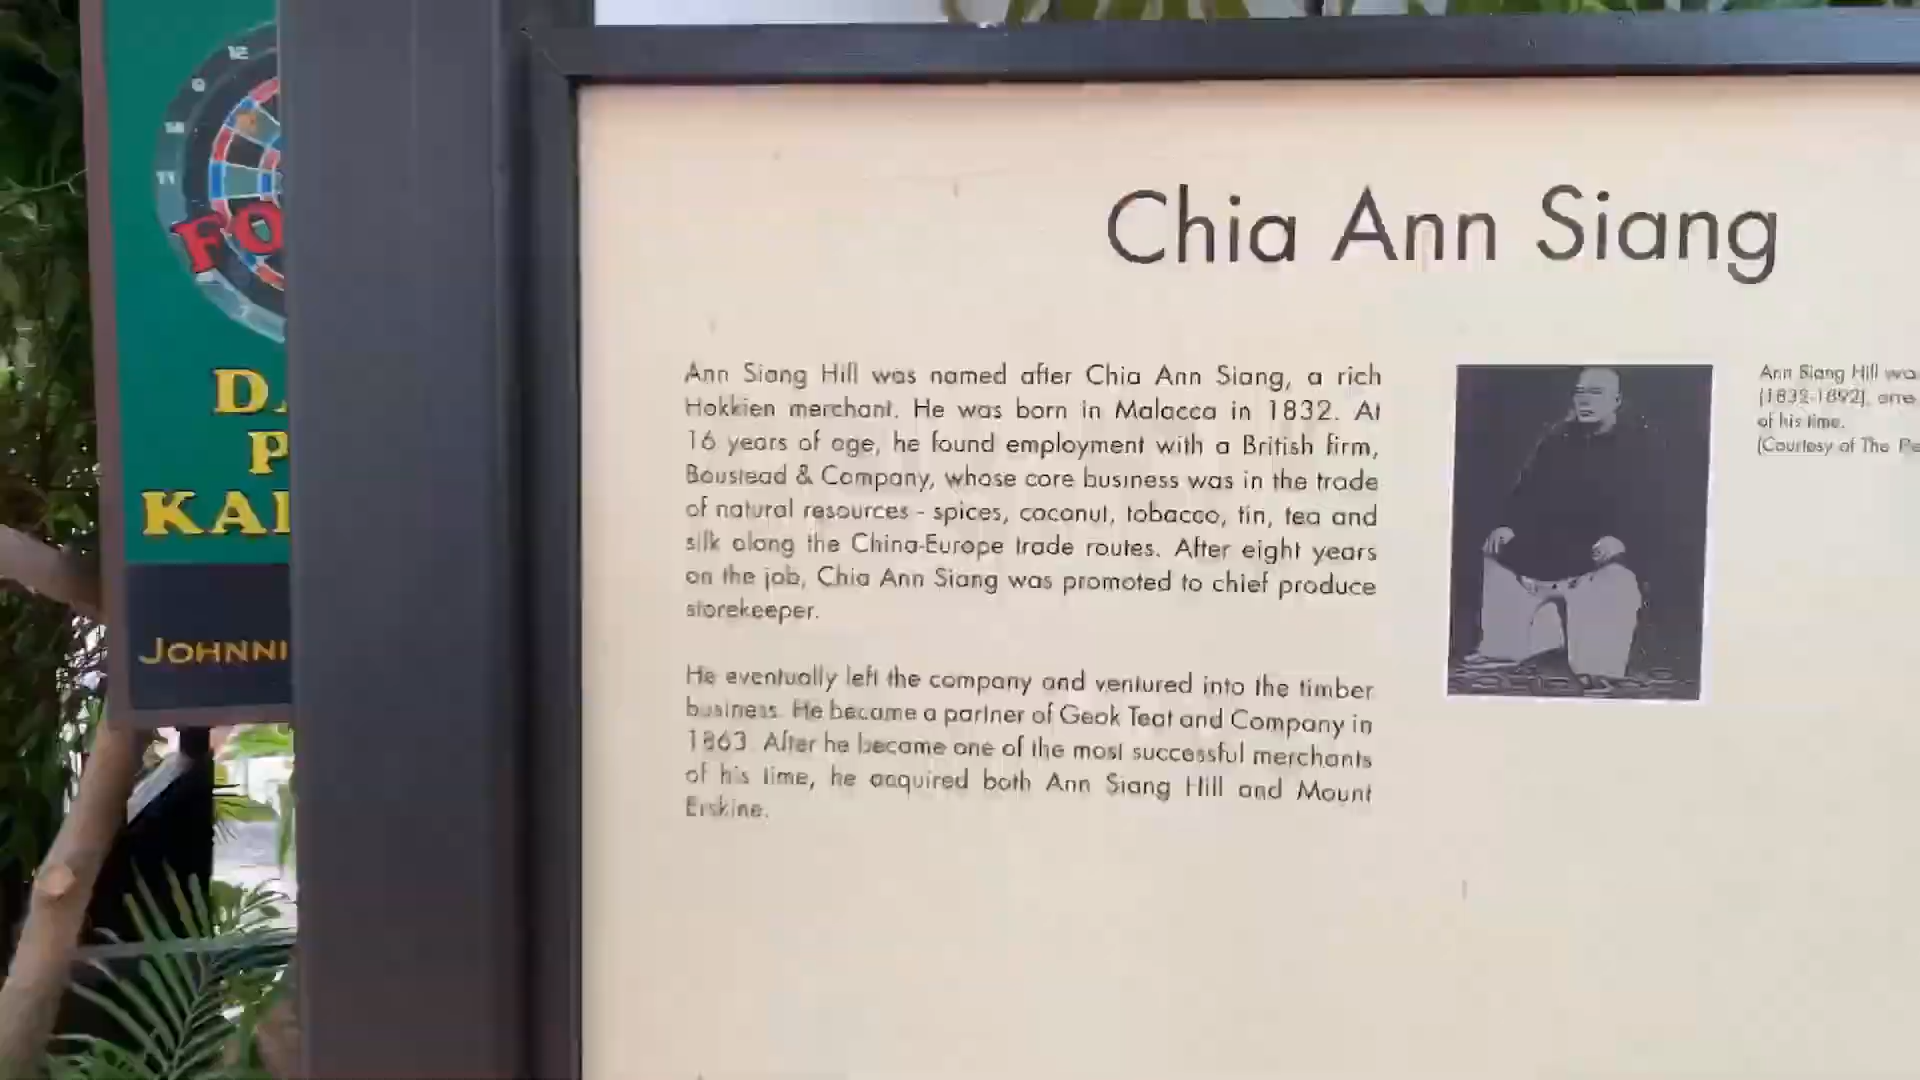 12
9
14
11
FO
D
P
KA
JOHNNI
Chia Ann Siang
Ann Siang Hill was named after Chia Ann Siang, a rich
Hokkien merchant. He was born in Malacca in 1832. At
16 years of age, he found employment with a British firm,
Boustead & Company, whose core business was in the trade
of natural resources - spices, coconut, tobacco, tin, tea and
silk along the China-Europe trade routes. After eight years
on the job, Chia Ann Siang was promoted to chief produce
storekeeper.
He eventually left the company and ventured into the timber
business. He became a partner of Geok Teat and Company in
1863. After he became one of the most successful merchants
of his time, he acquired both Ann Siang Hill and Mount
Erskine.
Ann Siang Hill wa
(1832-1892), one
of his time.
(Courtesy of The Pe